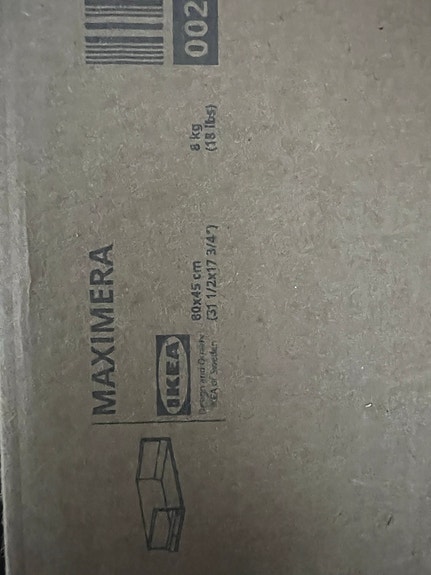 MAXIMERA
IKEA
Design and Quality
IKEA of Sweden
80x45 cm
(31 1/2x17 3/4")
8 kg
(18 lbs)
002